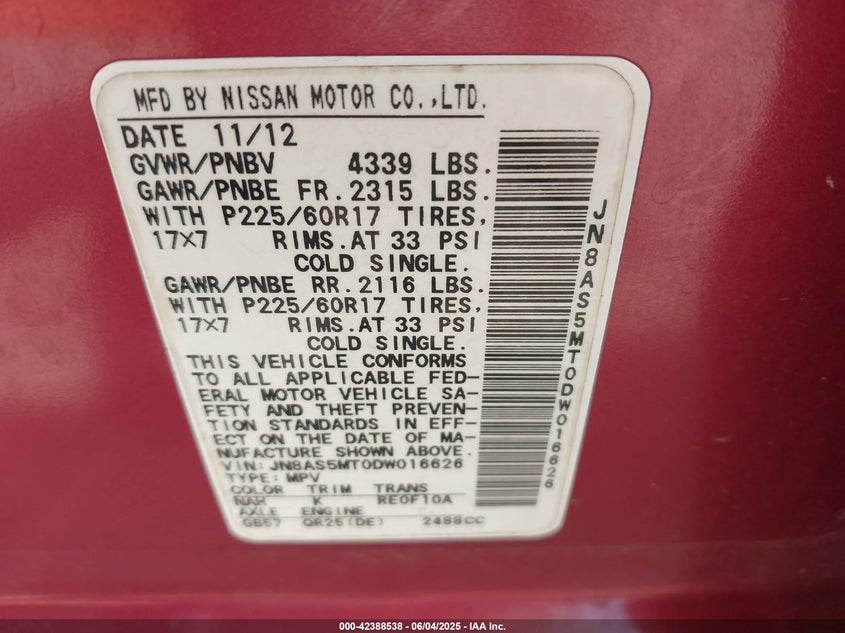 MFD BY NISSAN MOTOR CO.,LTD.
DATE 11/12
GVWR/PNBV 4339 LBS.
GAWR/PNBE FR.2315 LBS.
WITH P225/60R17 TIRES,
17×7 RIMS.AT 33 PSI
COLD SINGLE.
GAWR/PNBE RR.2116 LBS.
WITH P225/60R17 TIRES,
17×7 RIMS.AT 33 PSI
COLD SINGLE.
THIS VEHICLE CONFORMS
TO ALL APPLICABLE FED-
ERAL MOTOR VEHICLE SA-
FETY AND THEFT PREVEN-
TION STANDARDS IN EFF-
ECT ON THE DATE OF MA-
NUFACTURE SHOWN ABOVE.
VIN: JN8AS5MT0DW016626
TYPE: MPV
COLOR TRIM TRANS
NAH K RE0F10A
AXLE ENGINE
GB57 QR25(DE) 2488CC
JN8AS5MT0DW016626
000-42388538 - 06/04/2025 - IAA Inc.